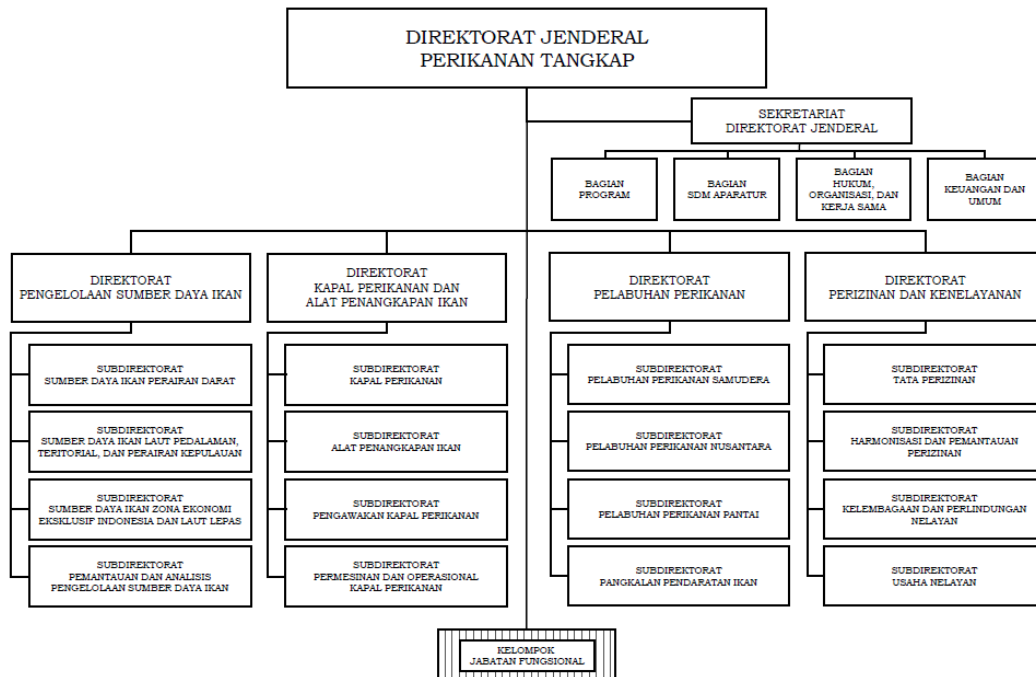 DIREKTORAT JENDERAL
PERIKANAN TANGKAP
SEKRETARIAT
DIREKTORAT JENDERAL
BAGIAN
PROGRAM
BAGIAN
SDM APARATUR
BAGIAN
HUKUM,
ORGANISASI, DAN
KERJA SAMA
BAGIAN
KEUANGAN DAN
UMUM
DIREKTORAT
PENGELOLAAN SUMBER DAYA IKAN
DIREKTORAT
KAPAL PERIKANAN DAN
ALAT PENANGKAPAN IKAN
DIREKTORAT
PELABUHAN PERIKANAN
DIREKTORAT
PERIZINAN DAN KENELAYANAN
SUBDIREKTORAT
SUMBER DAYA IKAN PERAIRAN DARAT
SUBDIREKTORAT
KAPAL PERIKANAN
SUBDIREKTORAT
PELABUHAN PERIKANAN SAMUDERA
SUBDIREKTORAT
TATA PERIZINAN
SUBDIREKTORAT
SUMBER DAYA IKAN LAUT PEDALAMAN,
TERITORIAL, DAN PERAIRAN KEPULAUAN
SUBDIREKTORAT
ALAT PENANGKAPAN IKAN
SUBDIREKTORAT
PELABUHAN PERIKANAN NUSANTARA
SUBDIREKTORAT
HARMONISASI DAN PEMANTAUAN
PERIZINAN
SUBDIREKTORAT
SUMBER DAYA IKAN ZONA EKONOMI
EKSKLUSIF INDONESIA DAN LAUT LEPAS
SUBDIREKTORAT
PENGAWAKAN KAPAL PERIKANAN
SUBDIREKTORAT
PELABUHAN PERIKANAN PANTAI
SUBDIREKTORAT
KELEMBAGAAN DAN PERLINDUNGAN
NELAYAN
SUBDIREKTORAT
PEMANTAUAN DAN ANALISIS
PENGELOLAAN SUMBER DAYA IKAN
SUBDIREKTORAT
PERMESINAN DAN OPERASIONAL
KAPAL PERIKANAN
SUBDIREKTORAT
PANGKALAN PENDARATAN IKAN
SUBDIREKTORAT
USAHA NELAYAN
KELOMPOK
JABATAN FUNGSIONAL